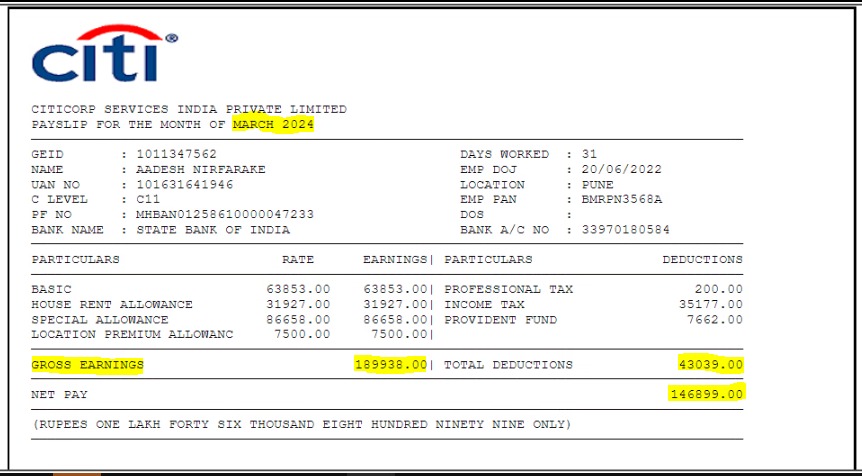 citi®
CITICORP SERVICES INDIA PRIVATE LIMITED
PAYSLIP FOR THE MONTH OF MARCH 2024
GEID : 1011347562 DAYS WORKED : 31
NAME : AADESH NIRFARAKE EMP DOJ : 20/06/2022
UAN NO : 101631641946 LOCATION : PUNE
C LEVEL : C11 EMP PAN : BMRPN3568A
PF NO : MHBAN01258610000047233 DOS :
BANK NAME : STATE BANK OF INDIA BANK A/C NO : 33970180584
PARTICULARS RATE EARNINGS| PARTICULARS DEDUCTIONS
BASIC 63853.00 63853.00| PROFESSIONAL TAX 200.00
HOUSE RENT ALLOWANCE 31927.00 31927.00| INCOME TAX 35177.00
SPECIAL ALLOWANCE 86658.00 86658.00| PROVIDENT FUND 7662.00
LOCATION PREMIUM ALLOWANC 7500.00 7500.00|
GROSS EARNINGS 189938.00| TOTAL DEDUCTIONS 43039.00
NET PAY 146899.00
(RUPEES ONE LAKH FORTY SIX THOUSAND EIGHT HUNDRED NINETY NINE ONLY)